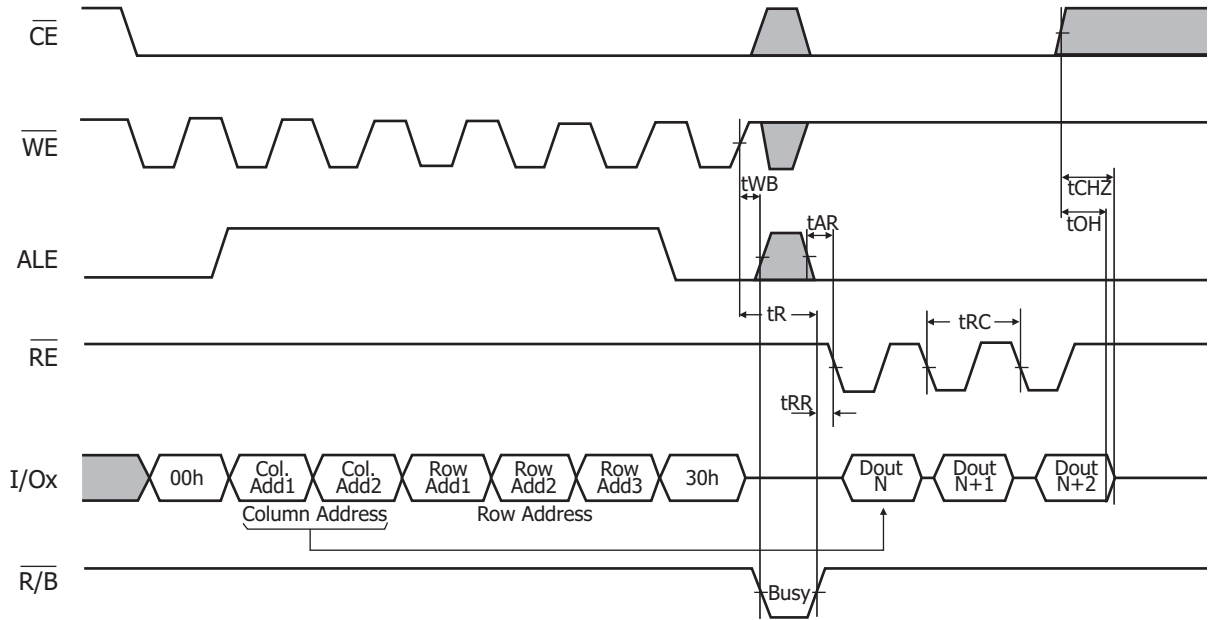 CE
WE
tWB
tCHZ
tOH
tAR
ALE
tR
tRC
RE
tRR
I/Ox
00h
Col.
Add1
Col.
Add2
Row
Add1
Row
Add2
Row
Add3
30h
Dout
N
Dout
N+1
Dout
N+2
Column Address
Row Address
R/B
Busy